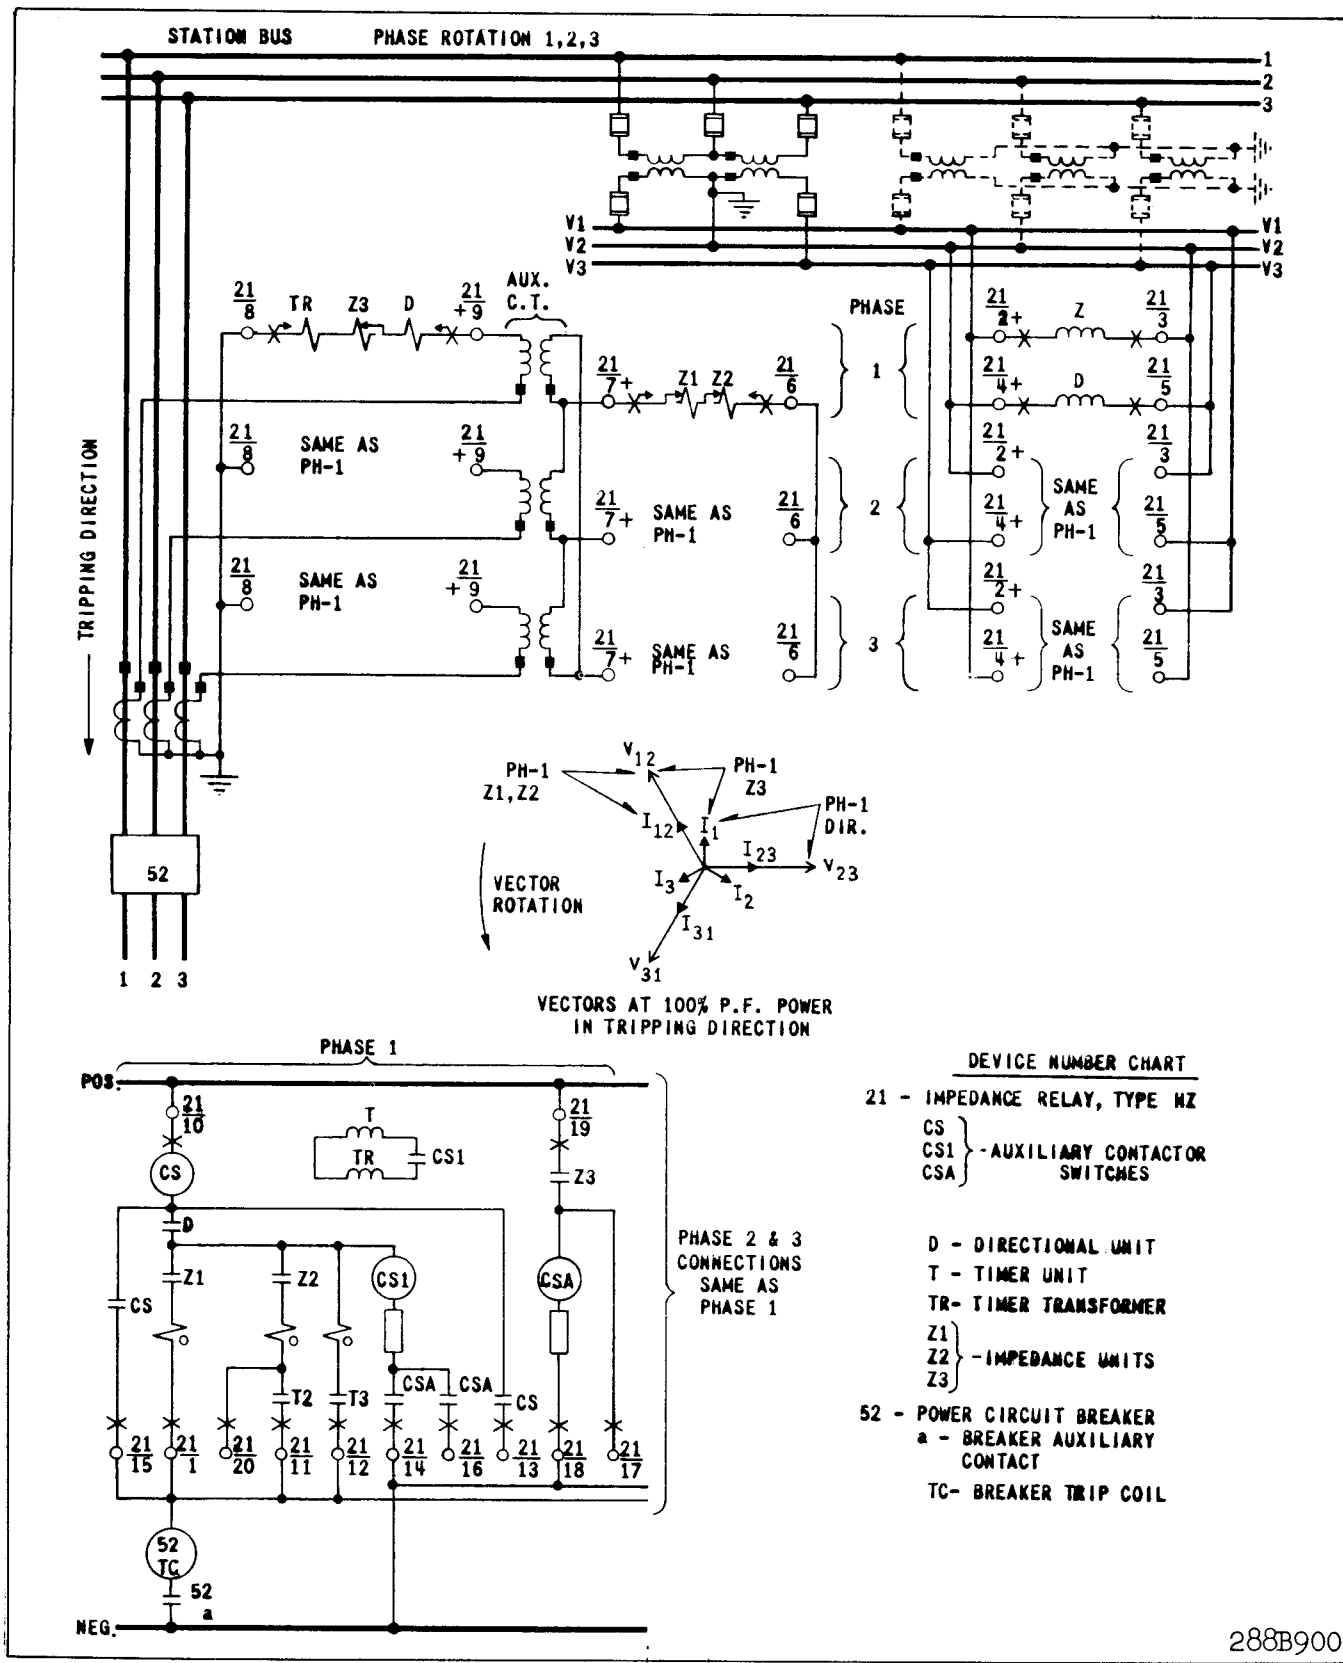 STATION BUS PHASE ROTATION 1,2,3
1
2
3
V1 V1
V2 V2
V3 V3
AUX.
C.T.
PHASE
21/8 TR Z3 D + 21/9
21/2 + Z 21/3
21/7 + Z1 Z2 21/6
1
21/4 + D 21/5
21/8 SAME AS PH-1 + 21/9
21/2 + 21/3
21/7 + SAME AS PH-1 21/6
2
SAME AS PH-1
21/4 + 21/5
21/8 SAME AS PH-1 + 21/9
21/2 + 21/3
21/7 + SAME AS PH-1 21/6
3
SAME AS PH-1
21/4 + 21/5
TRIPPING DIRECTION
52
1 2 3
PH-1
Z1,Z2
V12
PH-1
Z3
PH-1
DIR.
I12
I1
I23
V23
I3
I2
I31
V31
VECTOR
ROTATION
VECTORS AT 100% P.F. POWER
IN TRIPPING DIRECTION
PHASE 1
POS.
21/10
T
TR
CS1
21/19
CS
Z3
D
Z1
Z2
CS1
CSA
CS
T2
T3
CSA
CSA
CS
21/15 21/1 21/20 21/11 21/12 21/14 21/16 21/13 21/18 21/17
52
TC
52
a
NEG.
PHASE 2 & 3
CONNECTIONS
SAME AS
PHASE 1
DEVICE NUMBER CHART
21 - IMPEDANCE RELAY, TYPE HZ
CS
CS1 -AUXILIARY CONTACTOR
CSA SWITCHES
D - DIRECTIONAL UNIT
T - TIMER UNIT
TR- TIMER TRANSFORMER
Z1
Z2 -IMPEDANCE UNITS
Z3
52 - POWER CIRCUIT BREAKER
a - BREAKER AUXILIARY
CONTACT
TC- BREAKER TRIP COIL
288B900